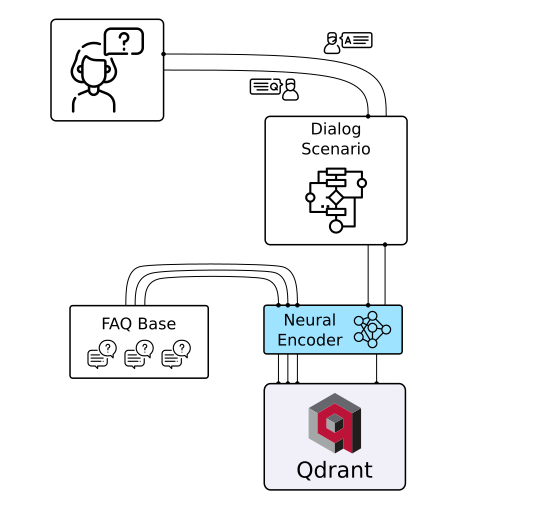 ?
A
Q
Dialog
Scenario
FAQ Base
? ? ?
Neural
Encoder
Qdrant